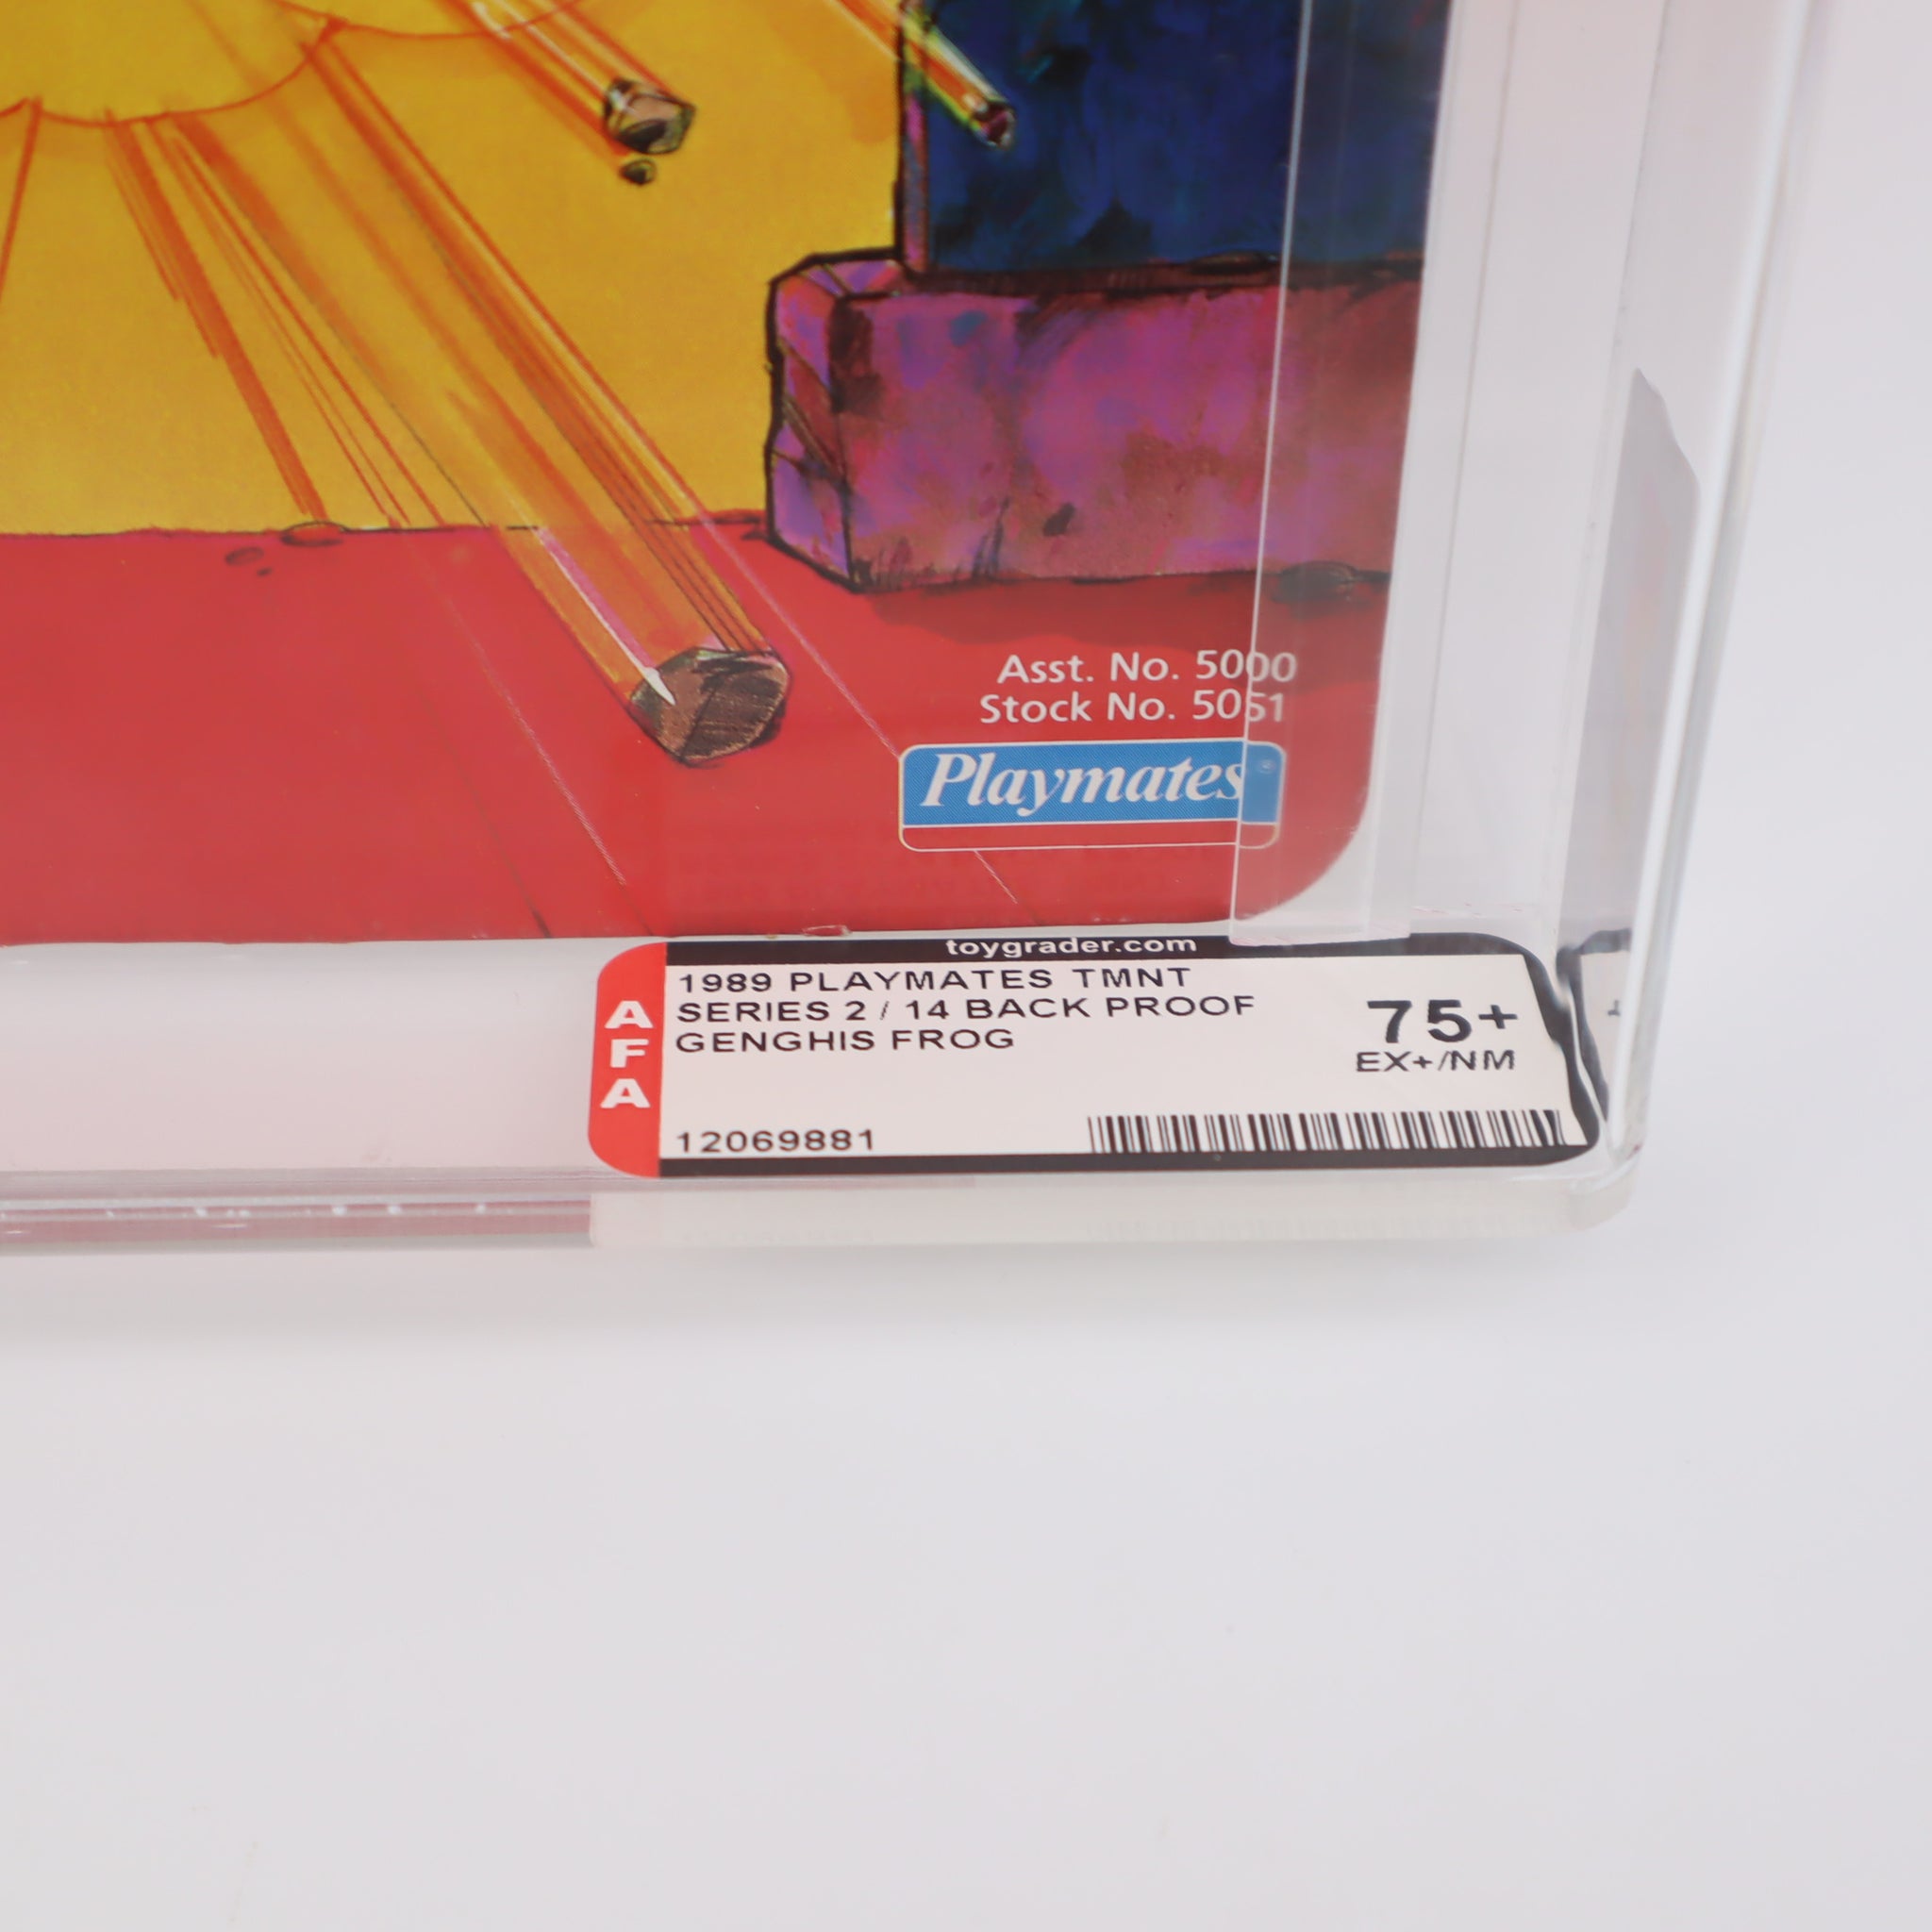 Asst. No. 5000
Stock No. 5051
Playmates®
toygrader.com
AFA
1989 PLAYMATES TMNT
SERIES 2 / 14 BACK PROOF
GENGHIS FROG
75+
EX+/NM
12069881